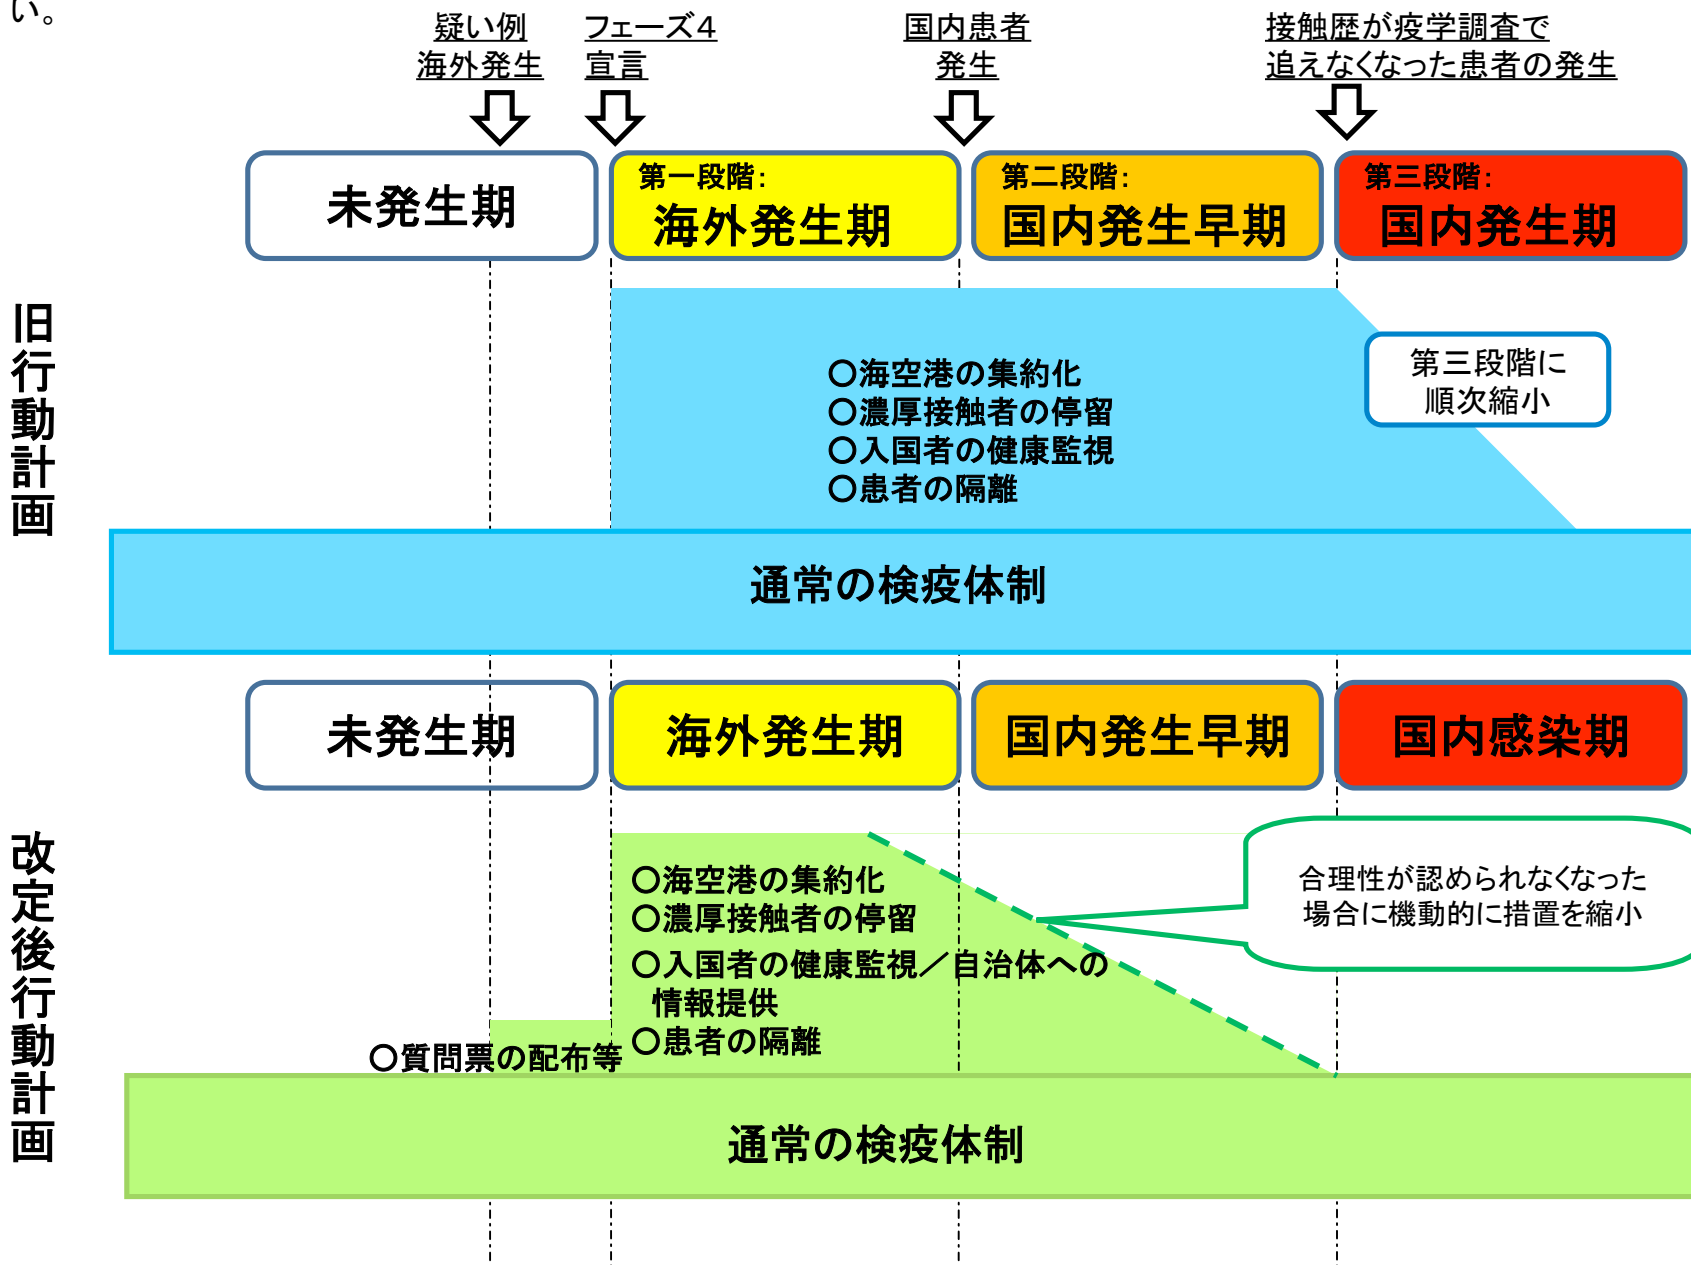 い。
疑い例
海外発生
フェーズ4
宣言
国内患者
発生
接触歴が疫学調査で
追えなくなった患者の発生
未発生期
第一段階:
海外発生期
第二段階:
国内発生早期
第三段階:
国内発生期
旧行動計画
○海空港の集約化
○濃厚接触者の停留
○入国者の健康監視
○患者の隔離
第三段階に
順次縮小
通常の検疫体制
未発生期
海外発生期
国内発生早期
国内感染期
改定後行動計画
○海空港の集約化
○濃厚接触者の停留
○入国者の健康監視/自治体への
情報提供
○患者の隔離
○質問票の配布等
合理性が認められなくなった
場合に機動的に措置を縮小
通常の検疫体制